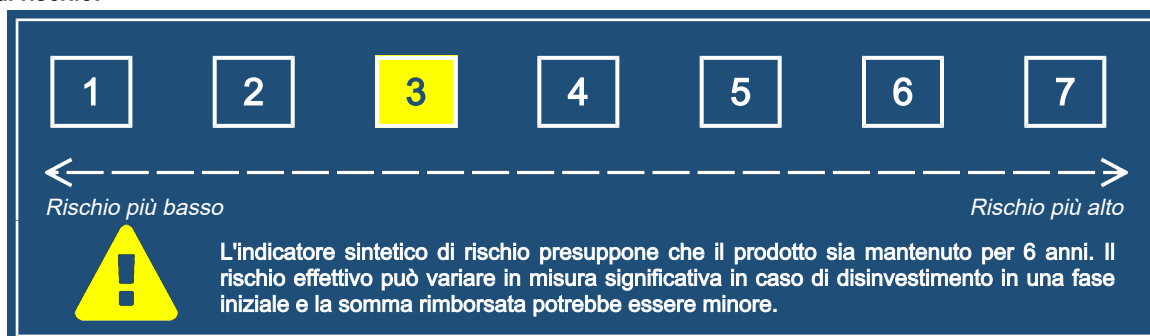 di rischio:
1 2 3 4 5 6 7
Rischio più basso Rischio più alto
L'indicatore sintetico di rischio presuppone che il prodotto sia mantenuto per 6 anni. Il
rischio effettivo può variare in misura significativa in caso di disinvestimento in una fase
iniziale e la somma rimborsata potrebbe essere minore.